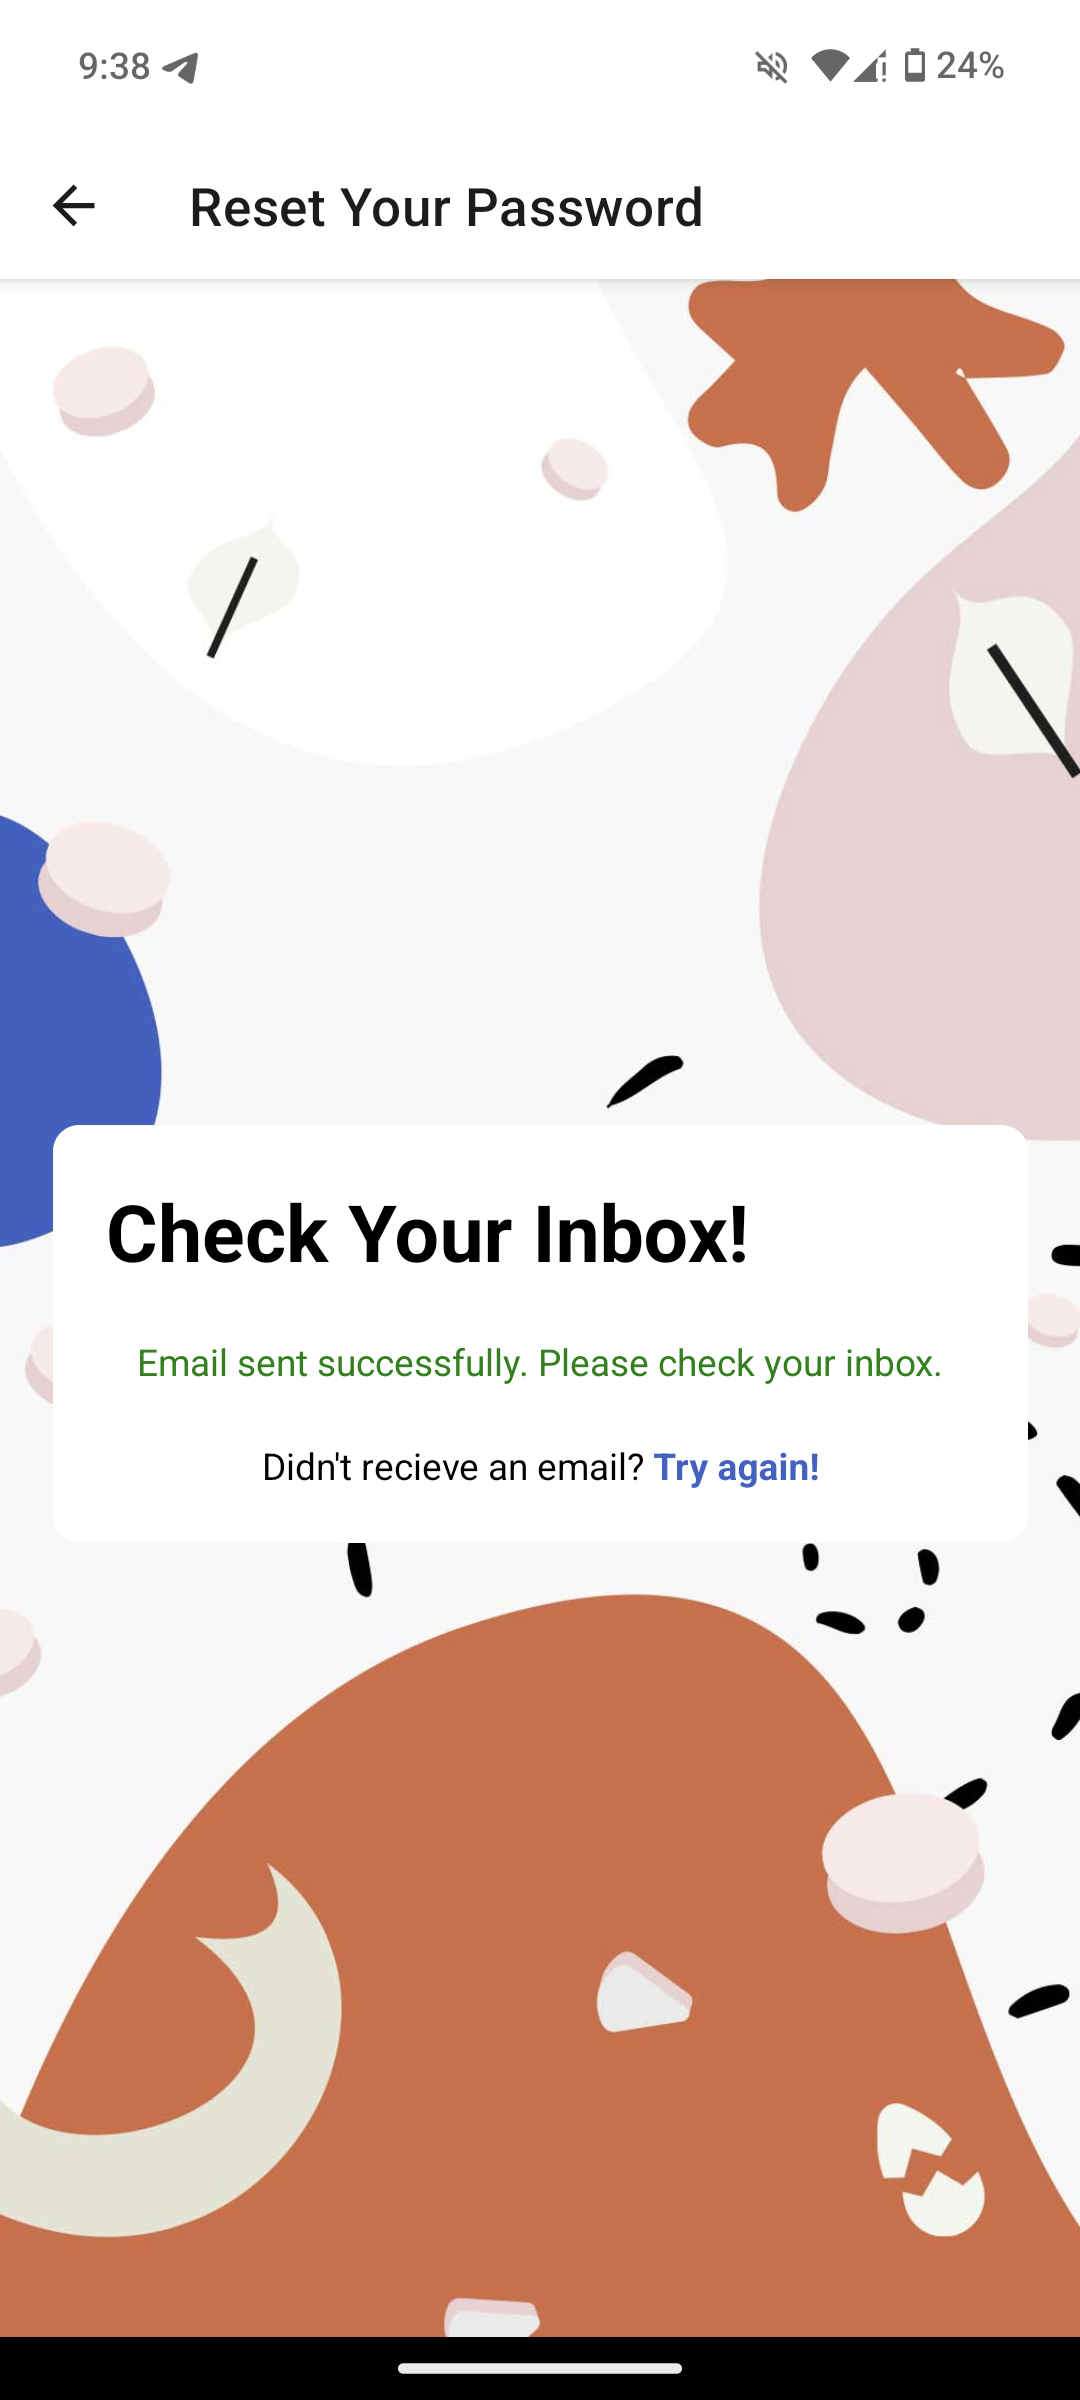 9:38
24%
Reset Your Password
Check Your Inbox!
Email sent successfully. Please check your inbox.
Didn't recieve an email? Try again!